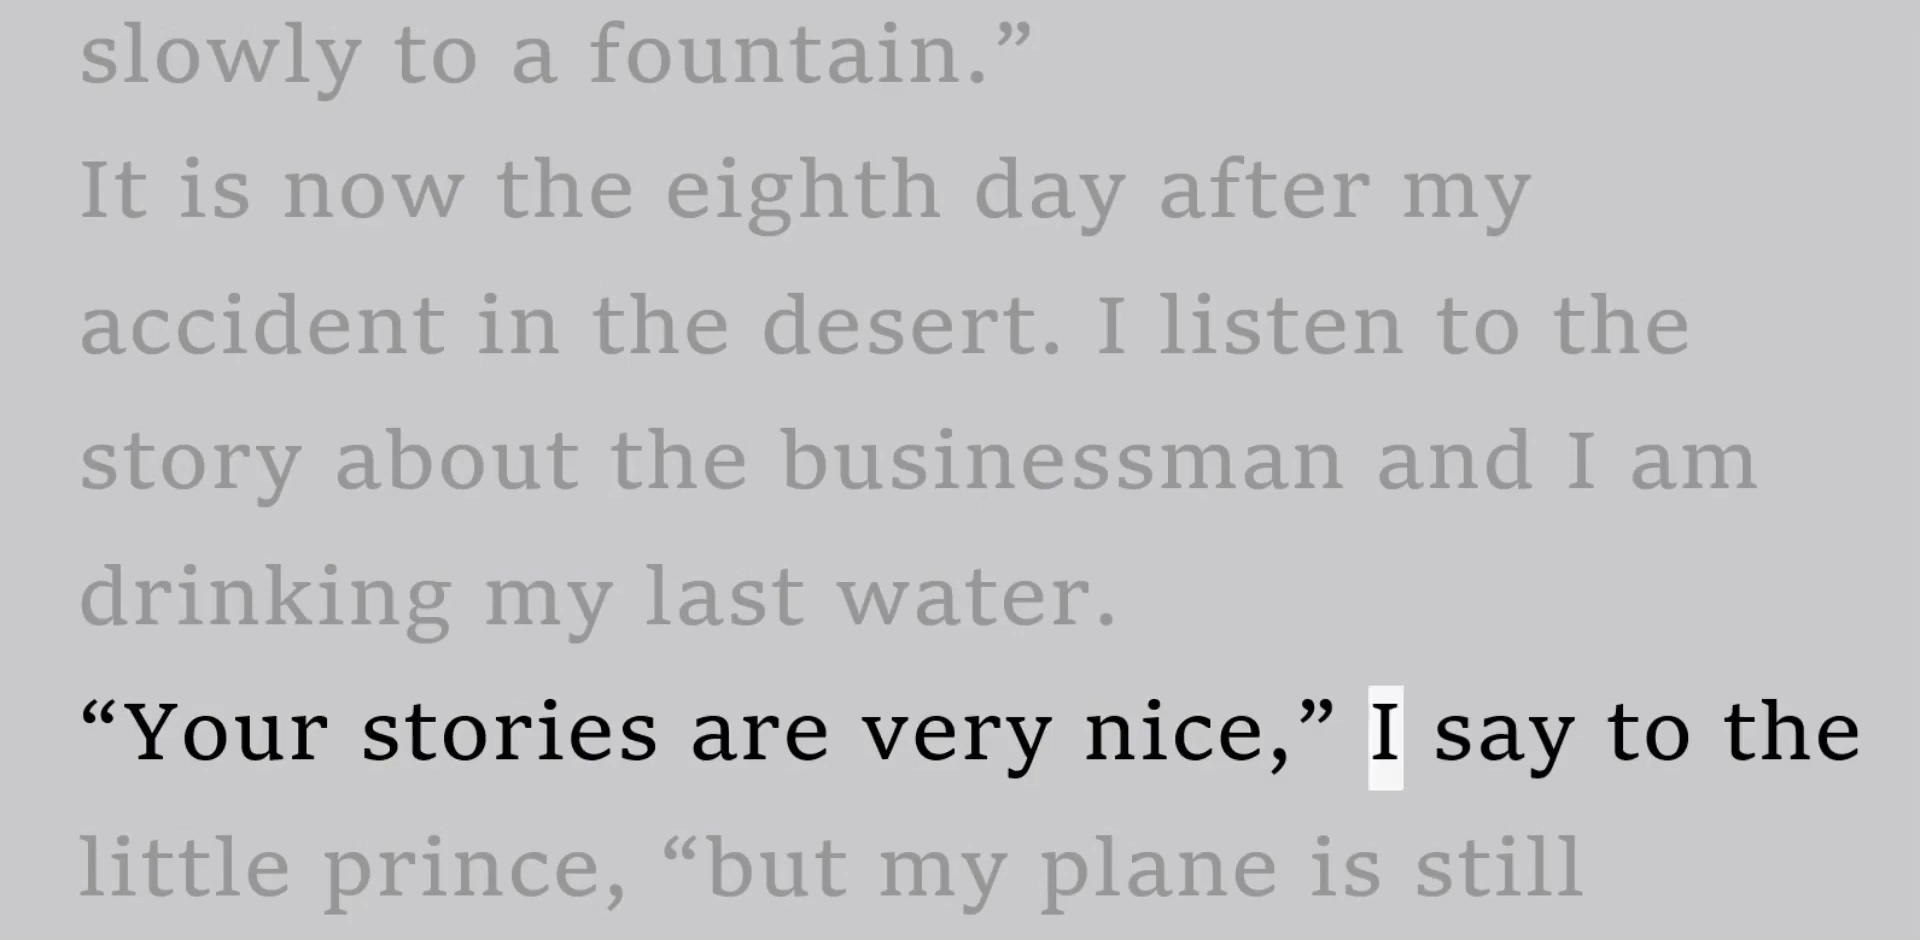 slowly to a fountain.”
It is now the eighth day after my
accident in the desert. I listen to the
story about the businessman and I am
drinking my last water.
“Your stories are very nice,” I say to the
little prince, “but my plane is still